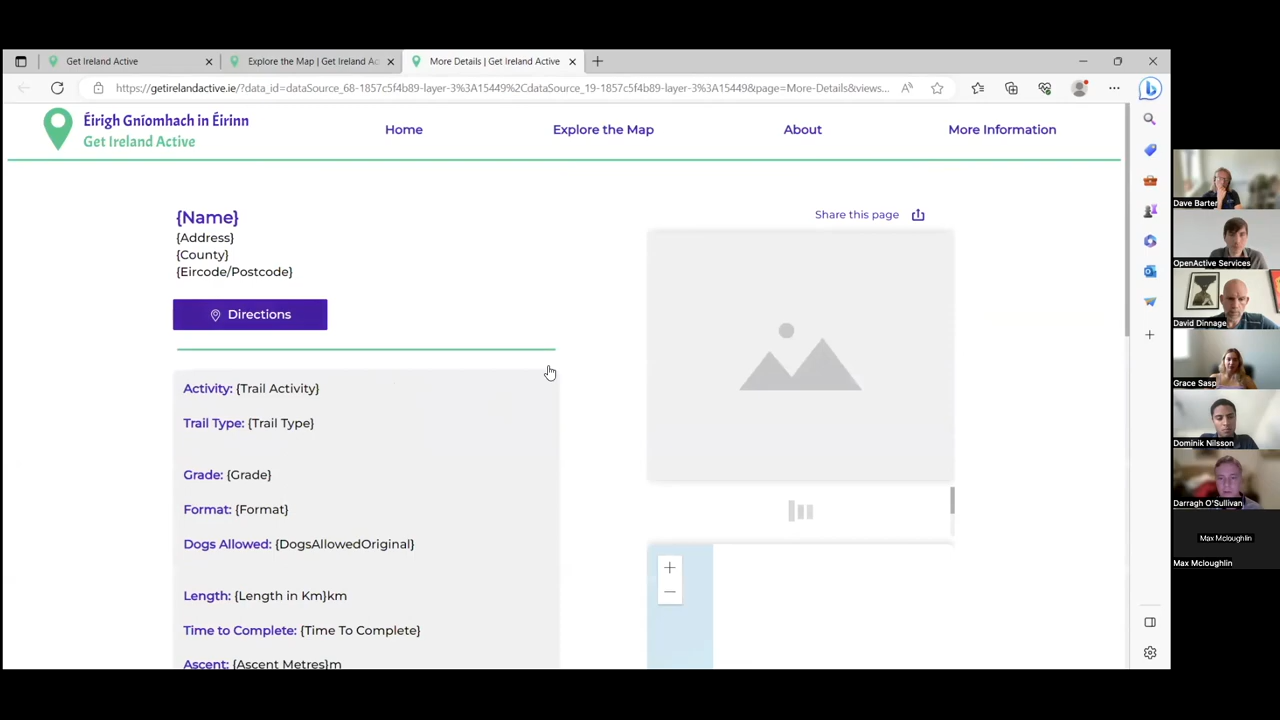 Get Ireland Active
Explore the Map | Get Ireland Ac
More Details | Get Ireland Active
https://getirelandactive.ie/?data_id=dataSource_68-1857c5f4b89-layer-3%3A15449%2CdataSource_19-1857c5f4b89-layer-3%3A15449&page=More-Details&views...
Éirigh Gníomhach in Éirinn
Get Ireland Active
Home
Explore the Map
About
More Information
{Name}
{Address}
{County}
{Eircode/Postcode}
Share this page
Directions
Activity: {Trail Activity}
Trail Type: {Trail Type}
Grade: {Grade}
Format: {Format}
Dogs Allowed: {DogsAllowedOriginal}
Length: {Length in Km}km
Time to Complete: {Time To Complete}
Ascent: {Ascent Metres}m
Dave Barter
OpenActive Services
David Dinnage
Grace Sasp
Dominik Nilsson
Darragh O'Sullivan
Max Mcloughlin
Max Mcloughlin